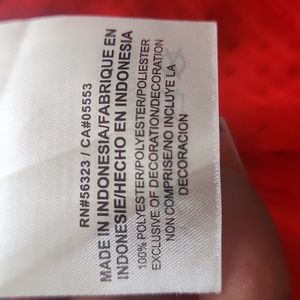 RN#56323 / CA#05553
MADE IN INDONESIA/FABRIQUE EN
INDONESIE/HECHO EN INDONESIA
100% POLYESTER/POLYESTER/POLIESTER
EXCLUSIVE OF DECORATION/DECORATION
NON COMPRISE/NO INCLUYE LA
DECORACION